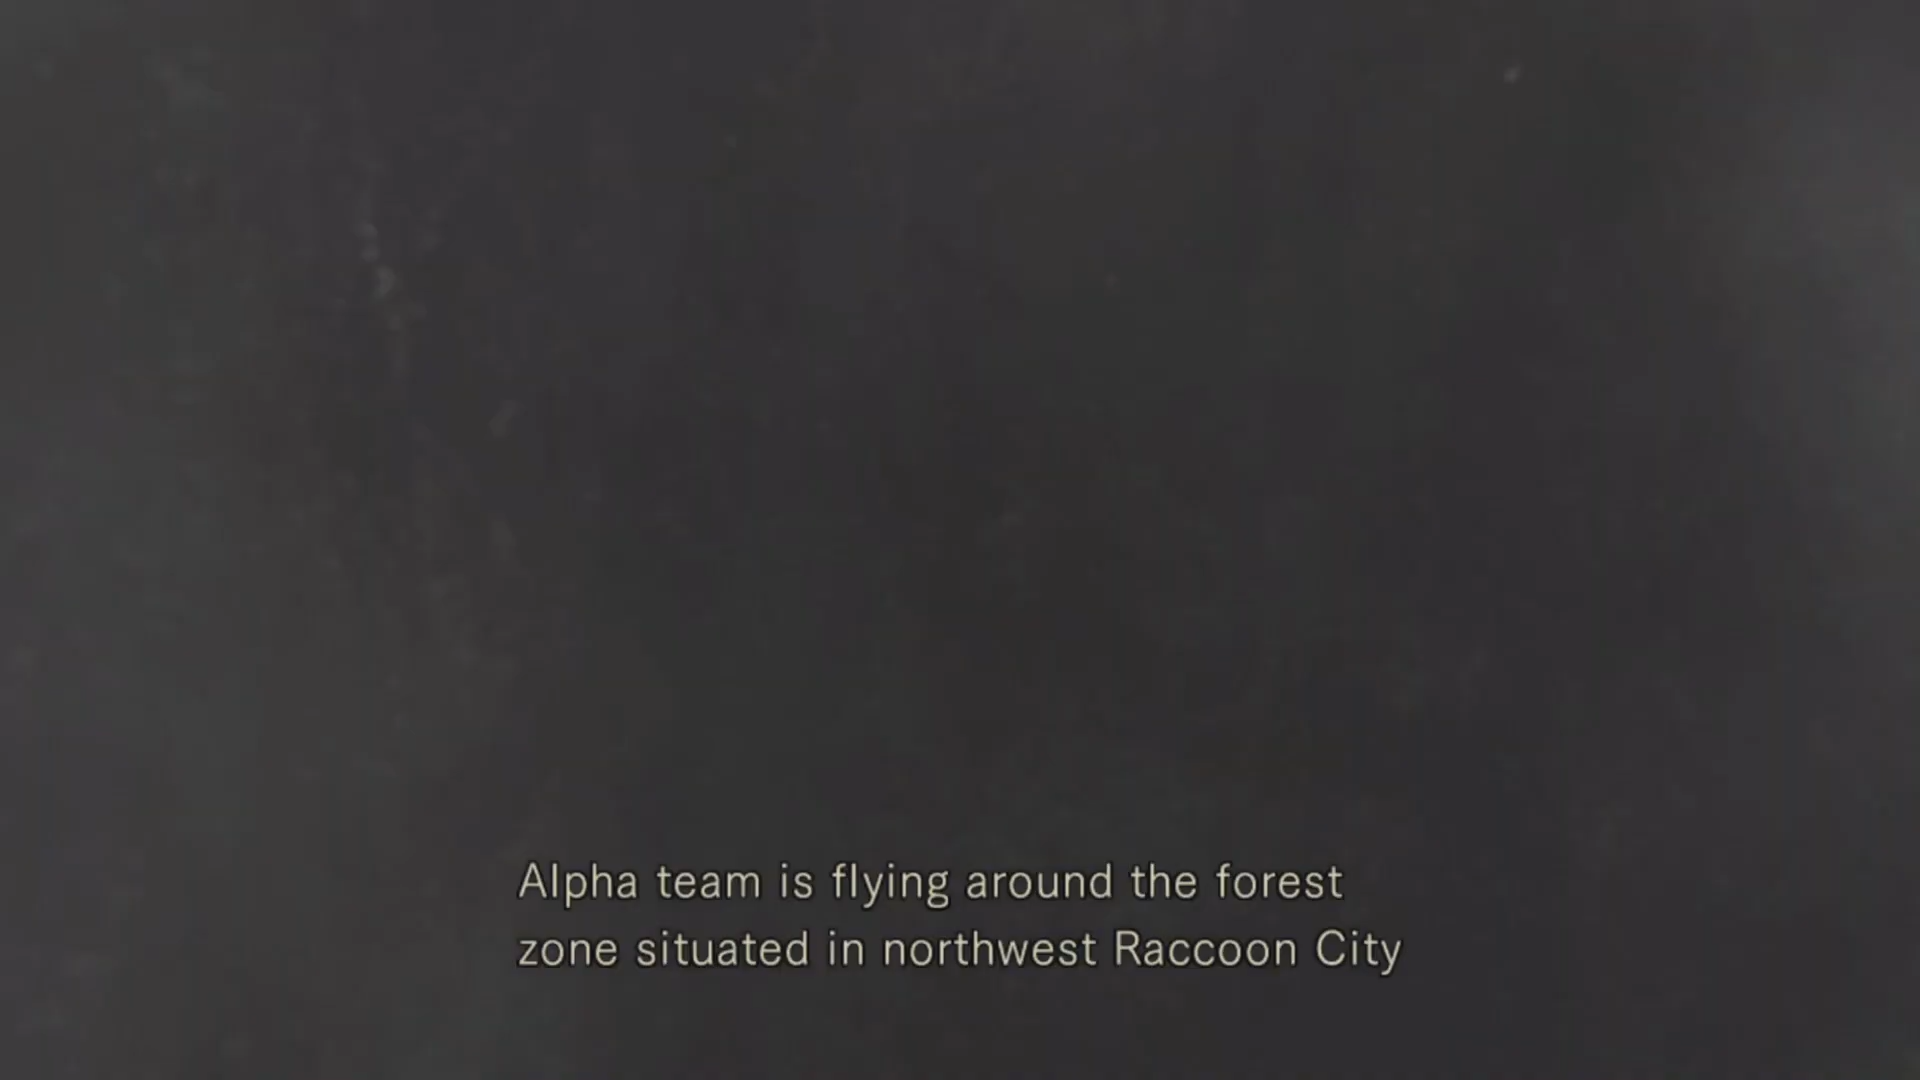 Alpha team is flying around the forest
zone situated in northwest Raccoon City